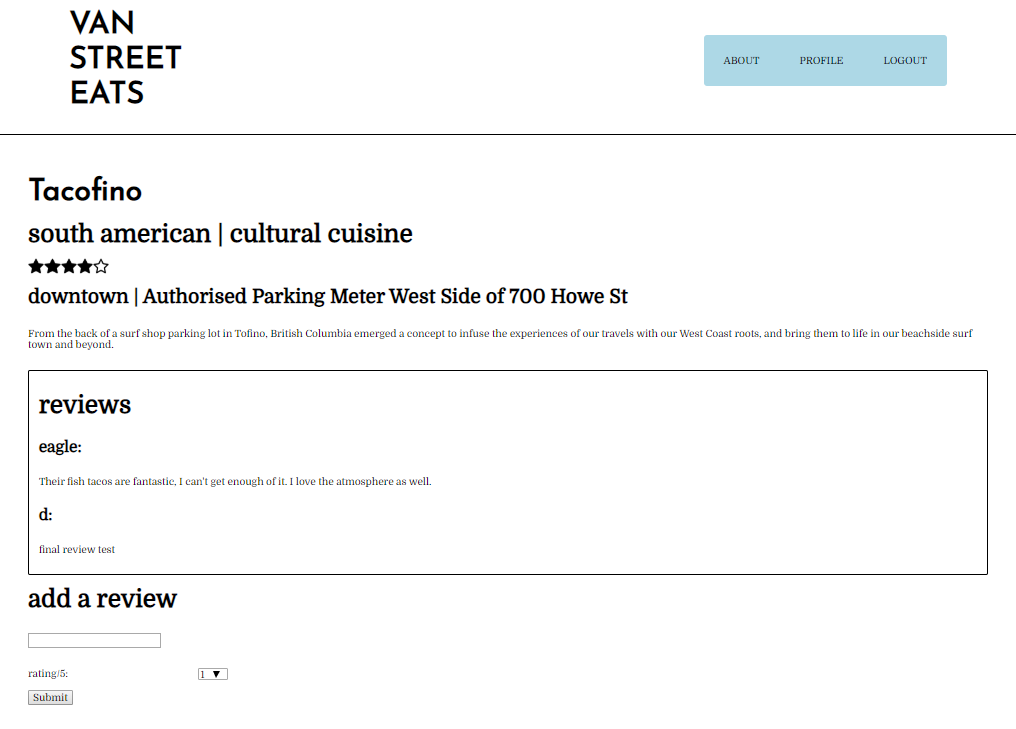 VAN
STREET
EATS
ABOUT PROFILE LOGOUT
Tacofino
south american | cultural cuisine
downtown | Authorised Parking Meter West Side of 700 Howe St
From the back of a surf shop parking lot in Tofino, British Columbia emerged a concept to infuse the experiences of our travels with our West Coast roots, and bring them to life in our beachside surf
town and beyond.
reviews
eagle:
Their fish tacos are fantastic, I can't get enough of it. I love the atmosphere as well.
d:
final review test
add a review
rating/5: 1
Submit